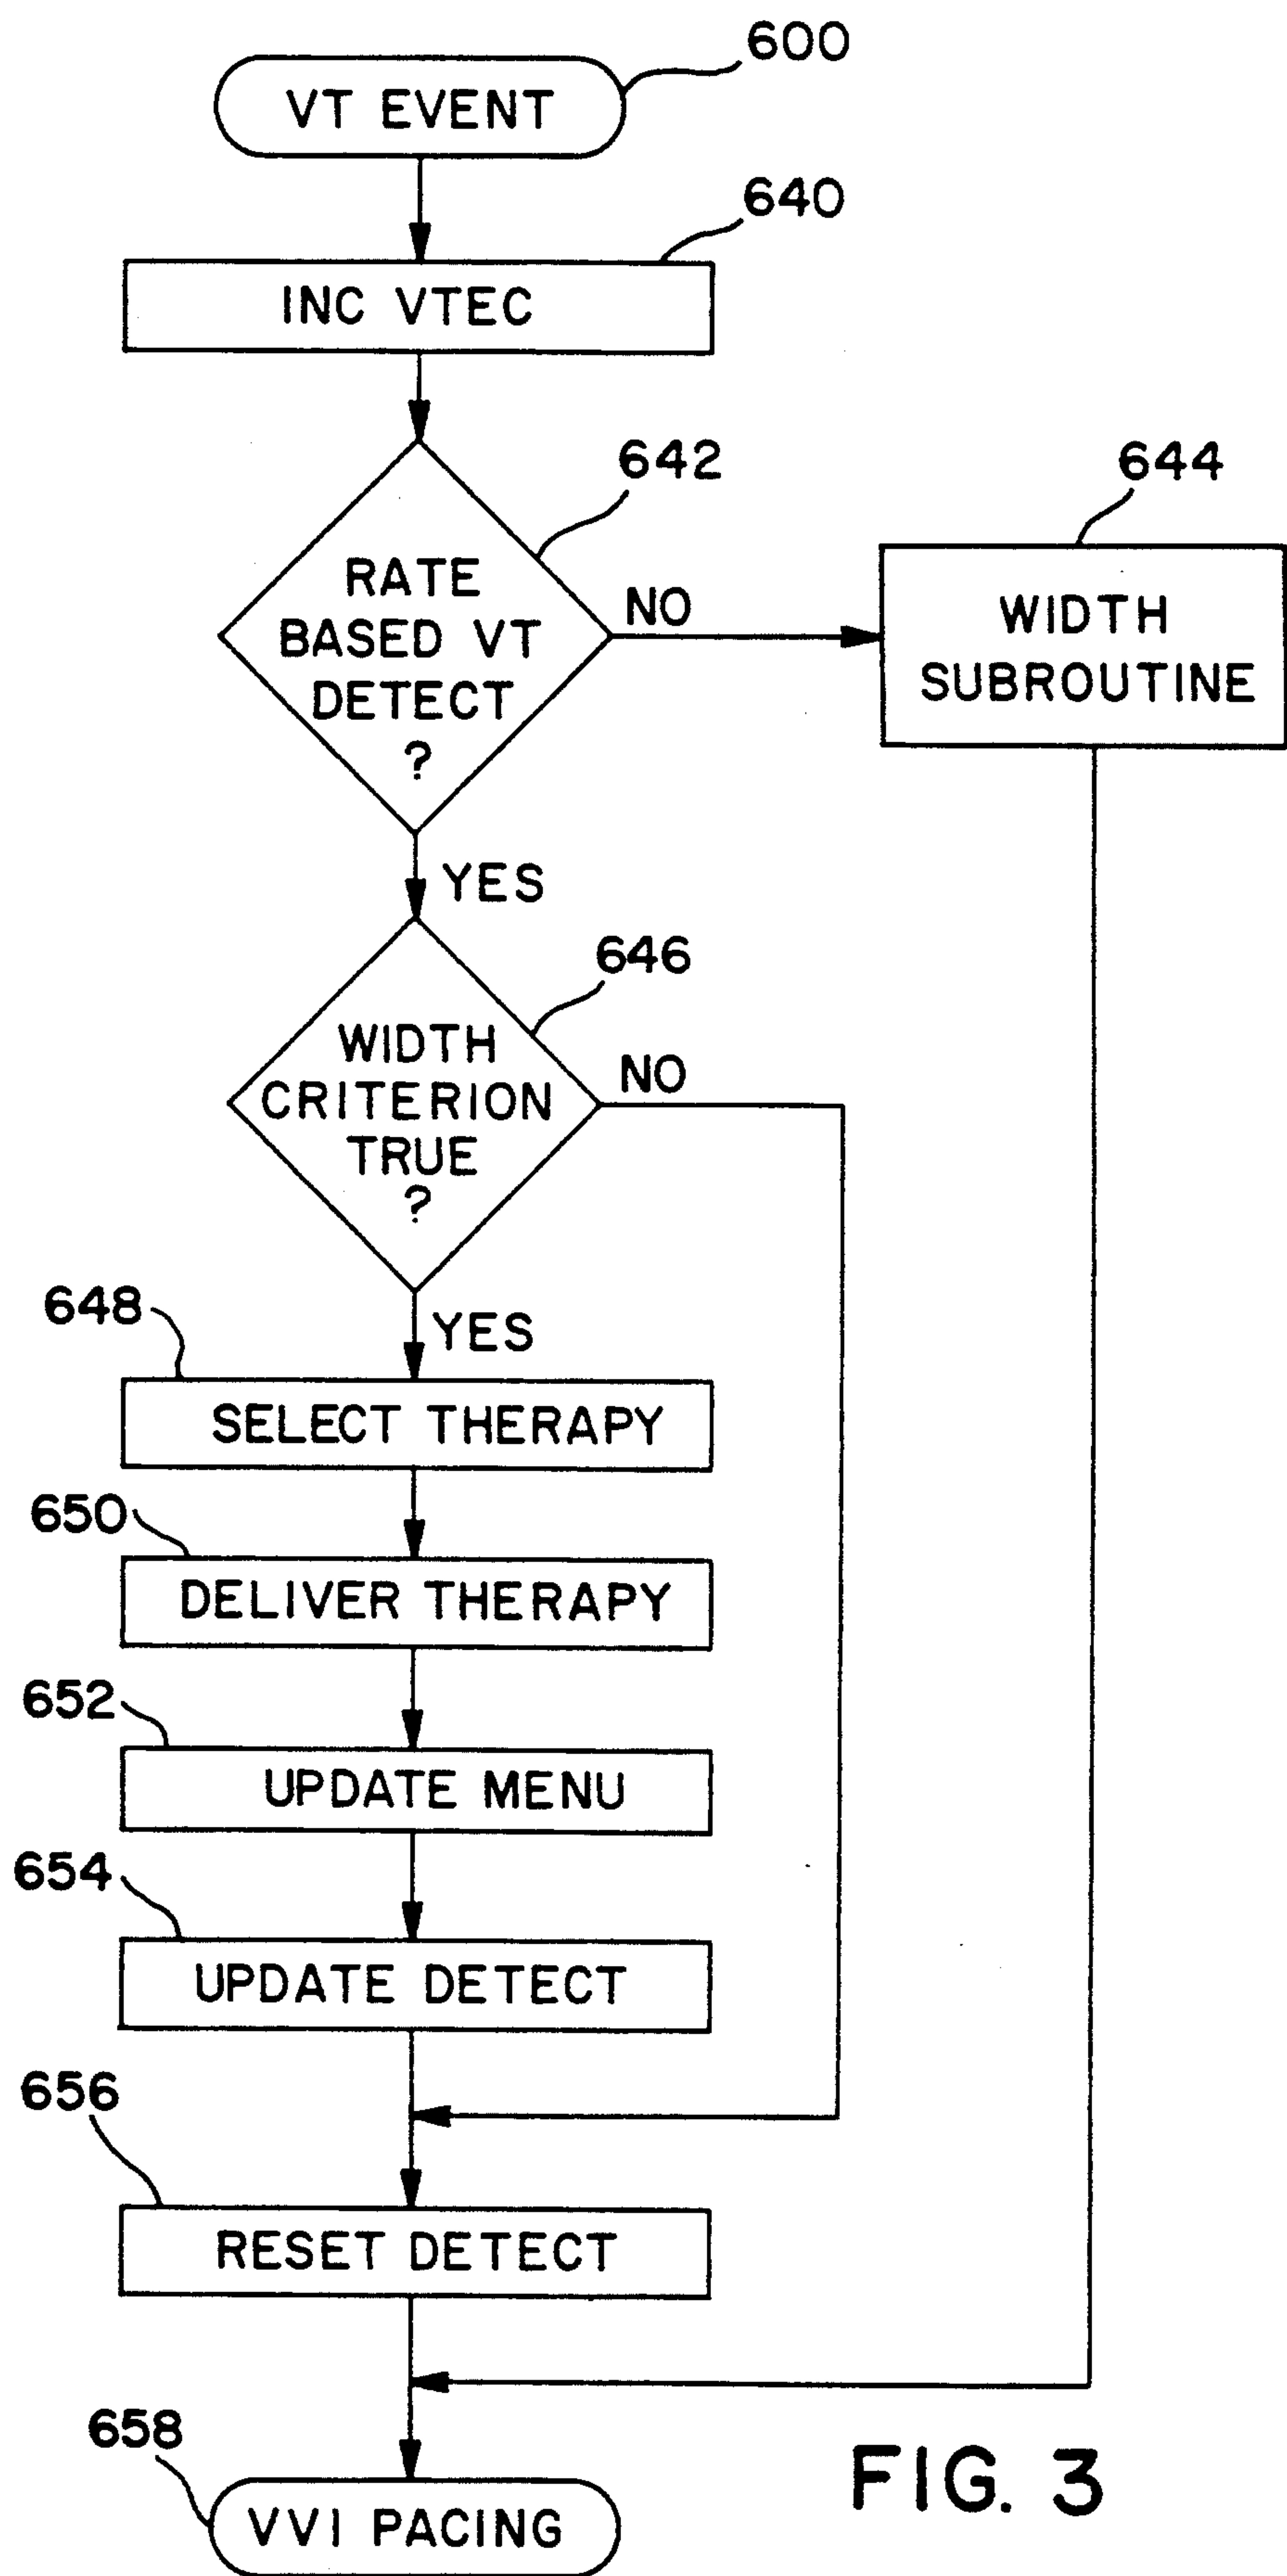 600
VT EVENT
640
INC VTEC
642
644
RATE
BASED VT
DETECT
?
NO
WIDTH
SUBROUTINE
YES
646
WIDTH
CRITERION
TRUE
?
NO
648
YES
SELECT THERAPY
650
DELIVER THERAPY
652
UPDATE MENU
654
UPDATE DETECT
656
RESET DETECT
658
VVI PACING
FIG. 3